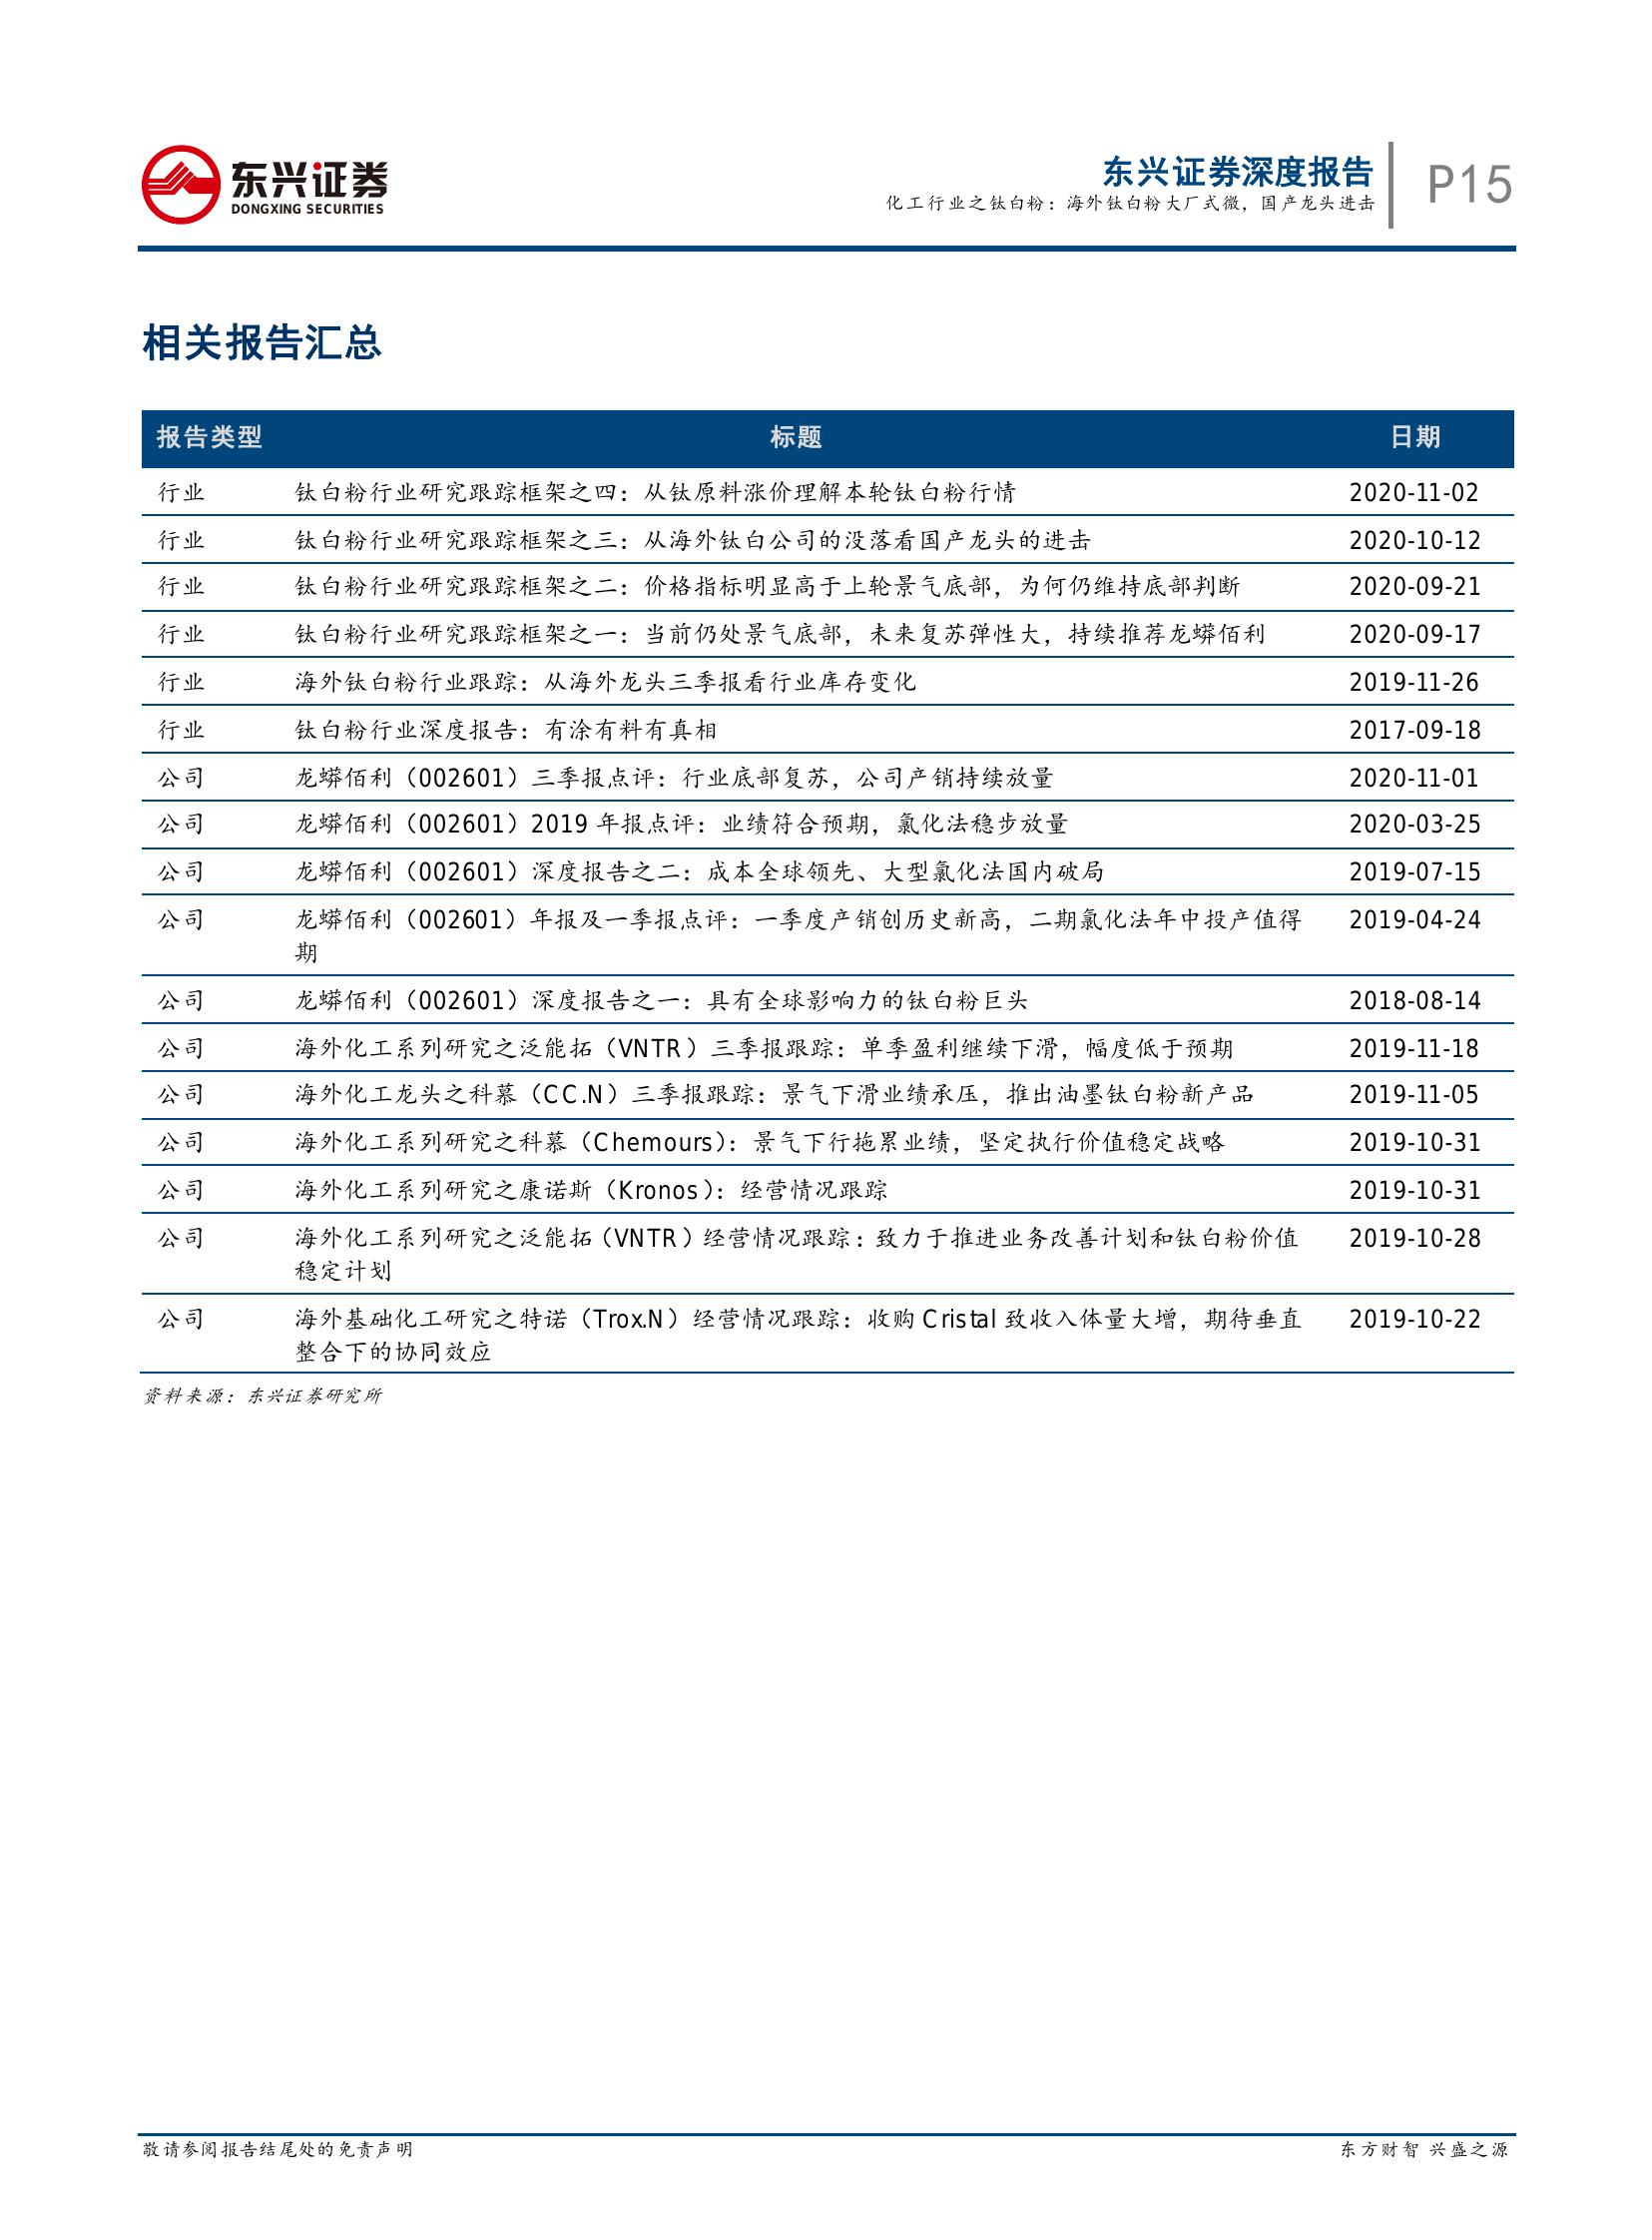 东兴证券
DONGXING SECURITIES
东兴证券深度报告
化工行业之钛白粉：海外钛白粉大厂式微，国产龙头进击
P15
相关报告汇总
报告类型 标题 日期
行业 钛白粉行业研究跟踪框架之四：从钛原料涨价理解本轮钛白粉行情 2020-11-02
行业 钛白粉行业研究跟踪框架之三：从海外钛白公司的没落看国产龙头的进击 2020-10-12
行业 钛白粉行业研究跟踪框架之二：价格指标明显高于上轮景气底部，为何仍维持底部判断 2020-09-21
行业 钛白粉行业研究跟踪框架之一：当前仍处景气底部，未来复苏弹性大，持续推荐龙蟒佰利 2020-09-17
行业 海外钛白粉行业跟踪：从海外龙头三季报看行业库存变化 2019-11-26
行业 钛白粉行业深度报告：有涂有料有真相 2017-09-18
公司 龙蟒佰利（002601）三季报点评：行业底部复苏，公司产销持续放量 2020-11-01
公司 龙蟒佰利（002601）2019 年报点评：业绩符合预期，氯化法稳步放量 2020-03-25
公司 龙蟒佰利（002601）深度报告之二：成本全球领先、大型氯化法国内破局 2019-07-15
公司 龙蟒佰利（002601）年报及一季报点评：一季度产销创历史新高，二期氯化法年中投产值得 2019-04-24
期
公司 龙蟒佰利（002601）深度报告之一：具有全球影响力的钛白粉巨头 2018-08-14
公司 海外化工系列研究之泛能拓（VNTR）三季报跟踪：单季盈利继续下滑，幅度低于预期 2019-11-18
公司 海外化工龙头之科慕（CC.N）三季报跟踪：景气下滑业绩承压，推出油墨钛白粉新产品 2019-11-05
公司 海外化工系列研究之科慕（Chemours）：景气下行拖累业绩，坚定执行价值稳定战略 2019-10-31
公司 海外化工系列研究之康诺斯（Kronos）：经营情况跟踪 2019-10-31
公司 海外化工系列研究之泛能拓（VNTR）经营情况跟踪：致力于推进业务改善计划和钛白粉价值 2019-10-28
稳定计划
公司 海外基础化工研究之特诺（Trox.N）经营情况跟踪：收购 Cristal 致收入体量大增，期待垂直 2019-10-22
整合下的协同效应
资料来源：东兴证券研究所
敬请参阅报告结尾处的免责声明
东方财智 兴盛之源